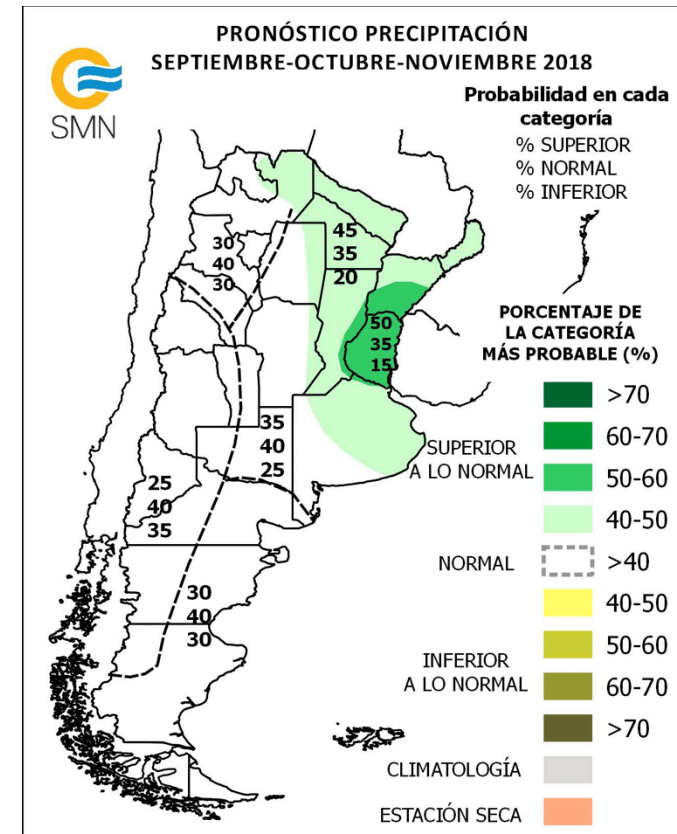 PRONÓSTICO PRECIPITACIÓN
SEPTIEMBRE-OCTUBRE-NOVIEMBRE 2018
SMN
Probabilidad en cada
categoría
% SUPERIOR
% NORMAL
% INFERIOR
30
40
30
45
35
20
50
35
15
35
40
25
25
40
35
30
40
30
PORCENTAJE DE
LA CATEGORÍA
MÁS PROBABLE (%)
SUPERIOR
A LO NORMAL
>70
60-70
50-60
40-50
NORMAL
>40
INFERIOR
A LO NORMAL
40-50
50-60
60-70
>70
CLIMATOLOGÍA
ESTACIÓN SECA